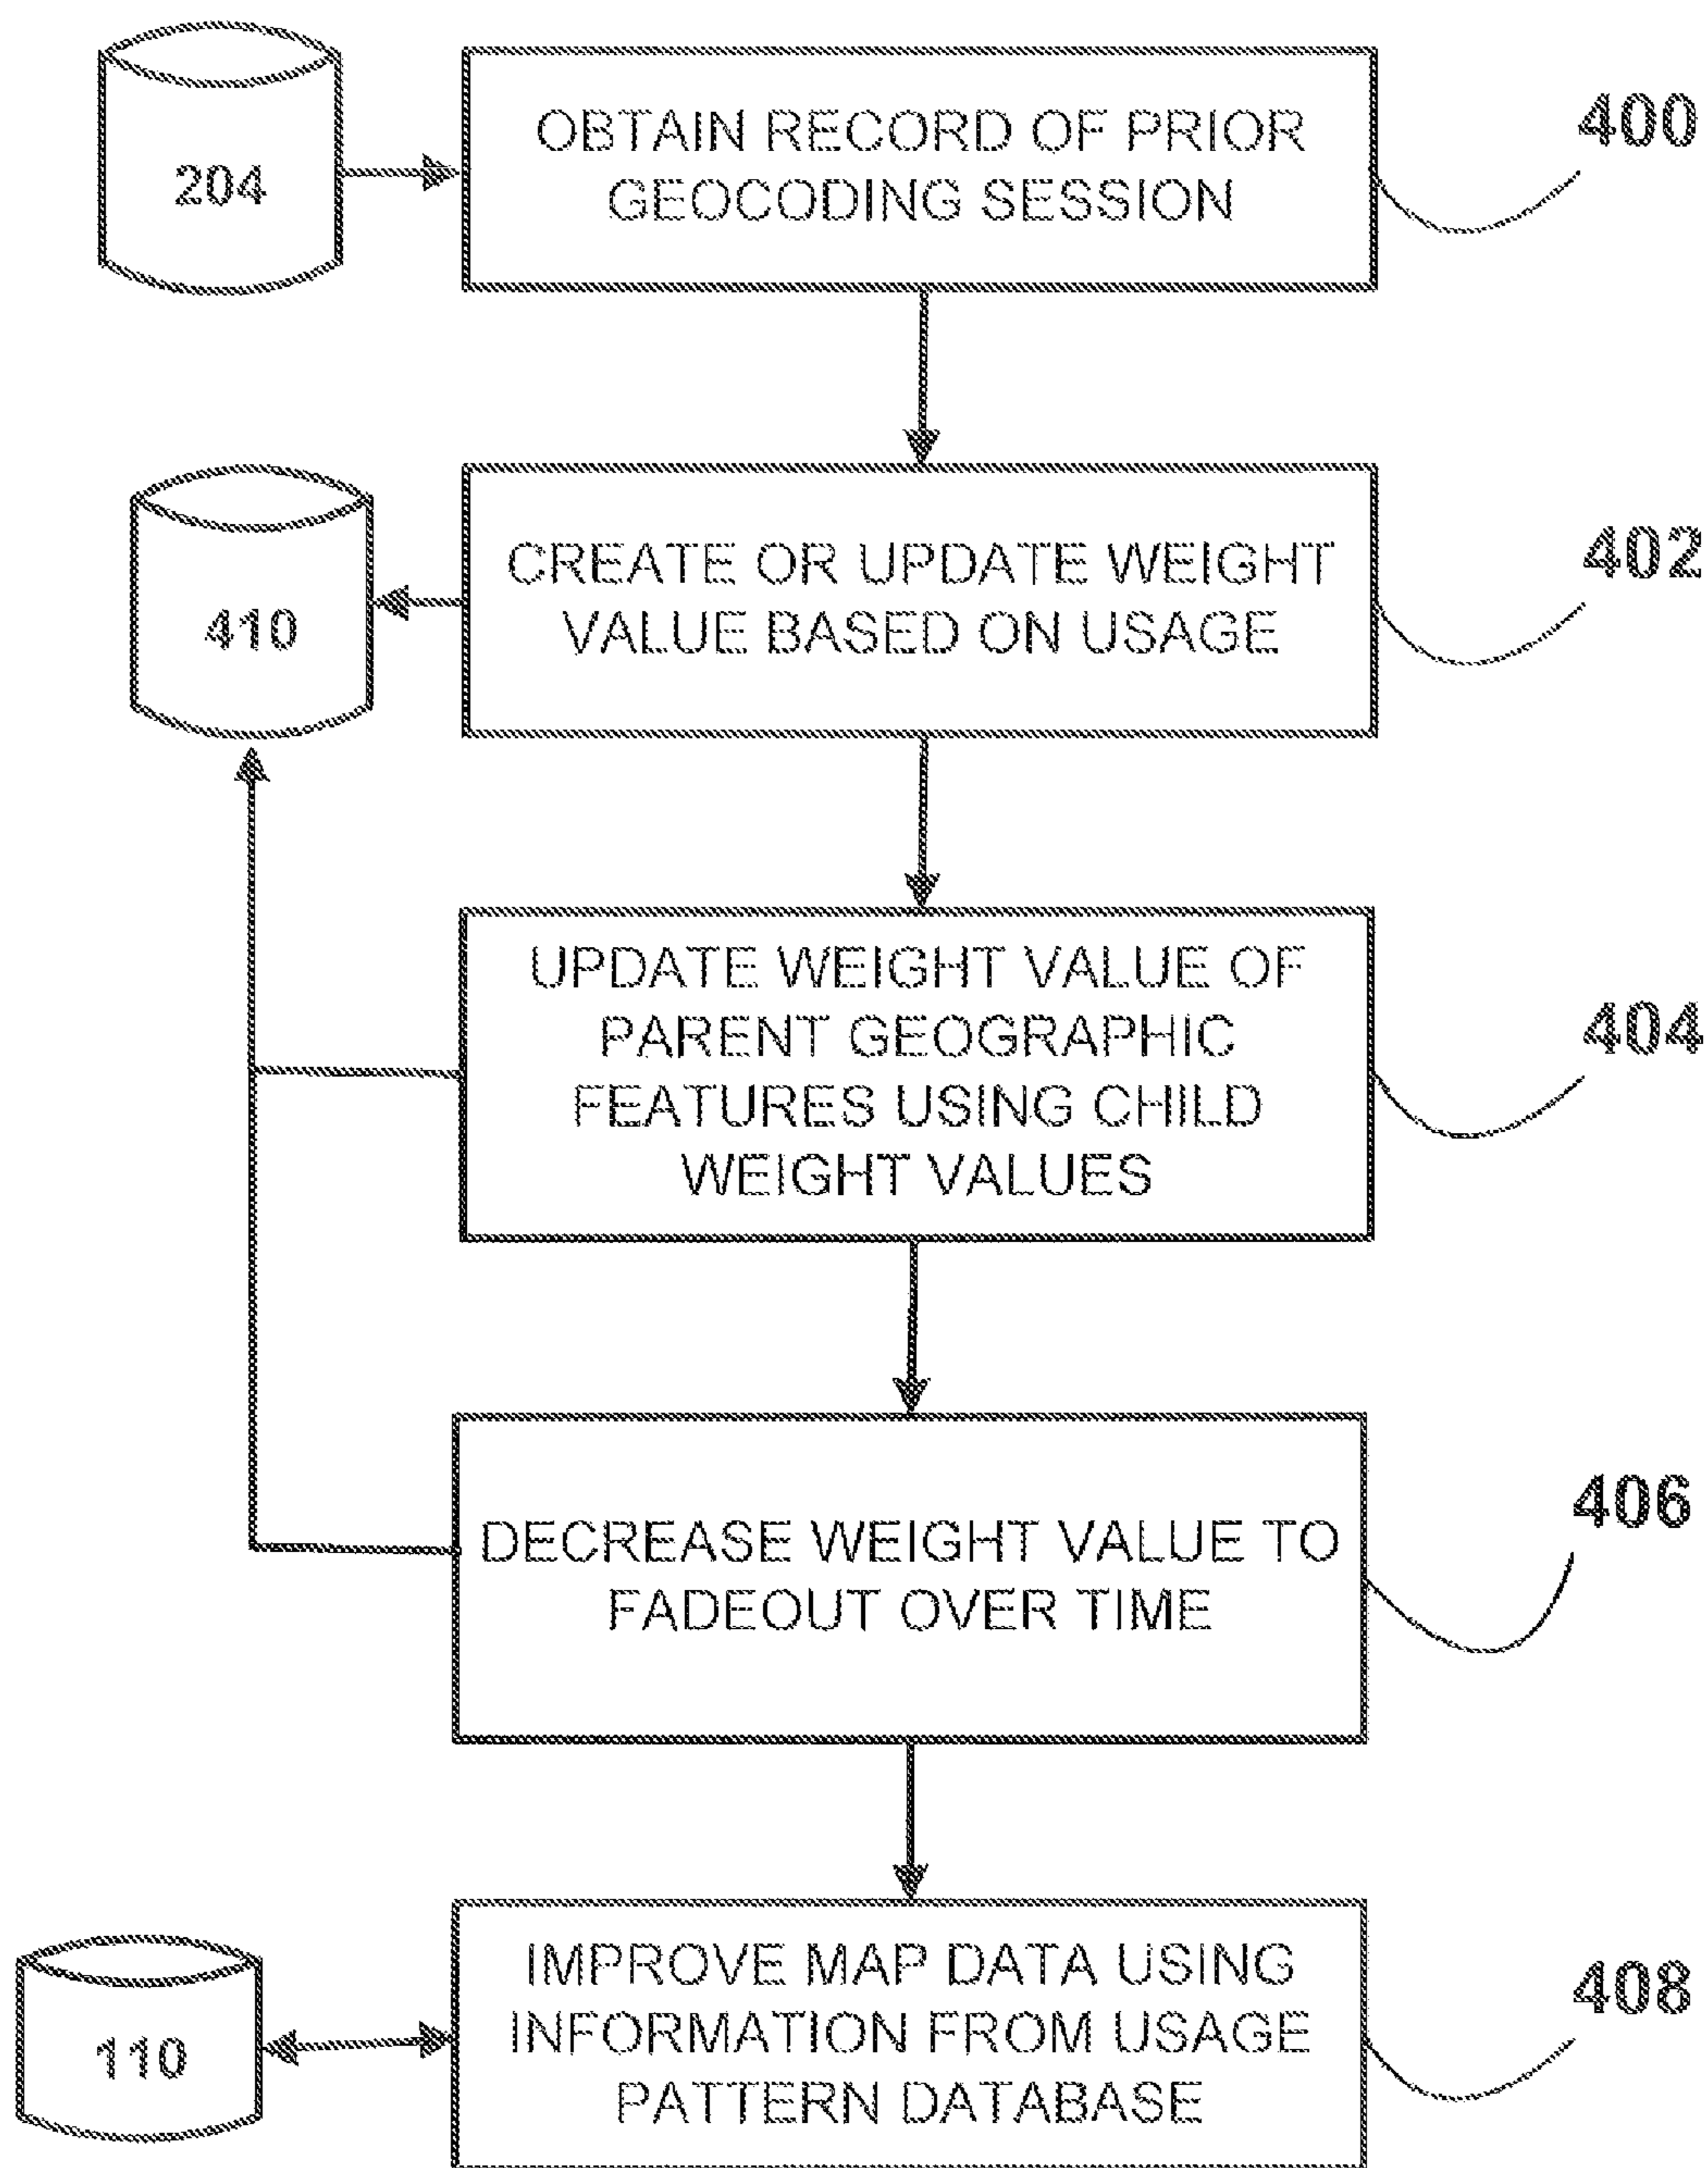 204
OBTAIN RECORD OF PRIOR
GEOCODING SESSION
400
410
CREATE OR UPDATE WEIGHT
VALUE BASED ON USAGE
402
UPDATE WEIGHT VALUE OF
PARENT GEOGRAPHIC
FEATURES USING CHILD
WEIGHT VALUES
404
DECREASE WEIGHT VALUE TO
FADEOUT OVER TIME
406
110
IMPROVE MAP DATA USING
INFORMATION FROM USAGE
PATTERN DATABASE
408